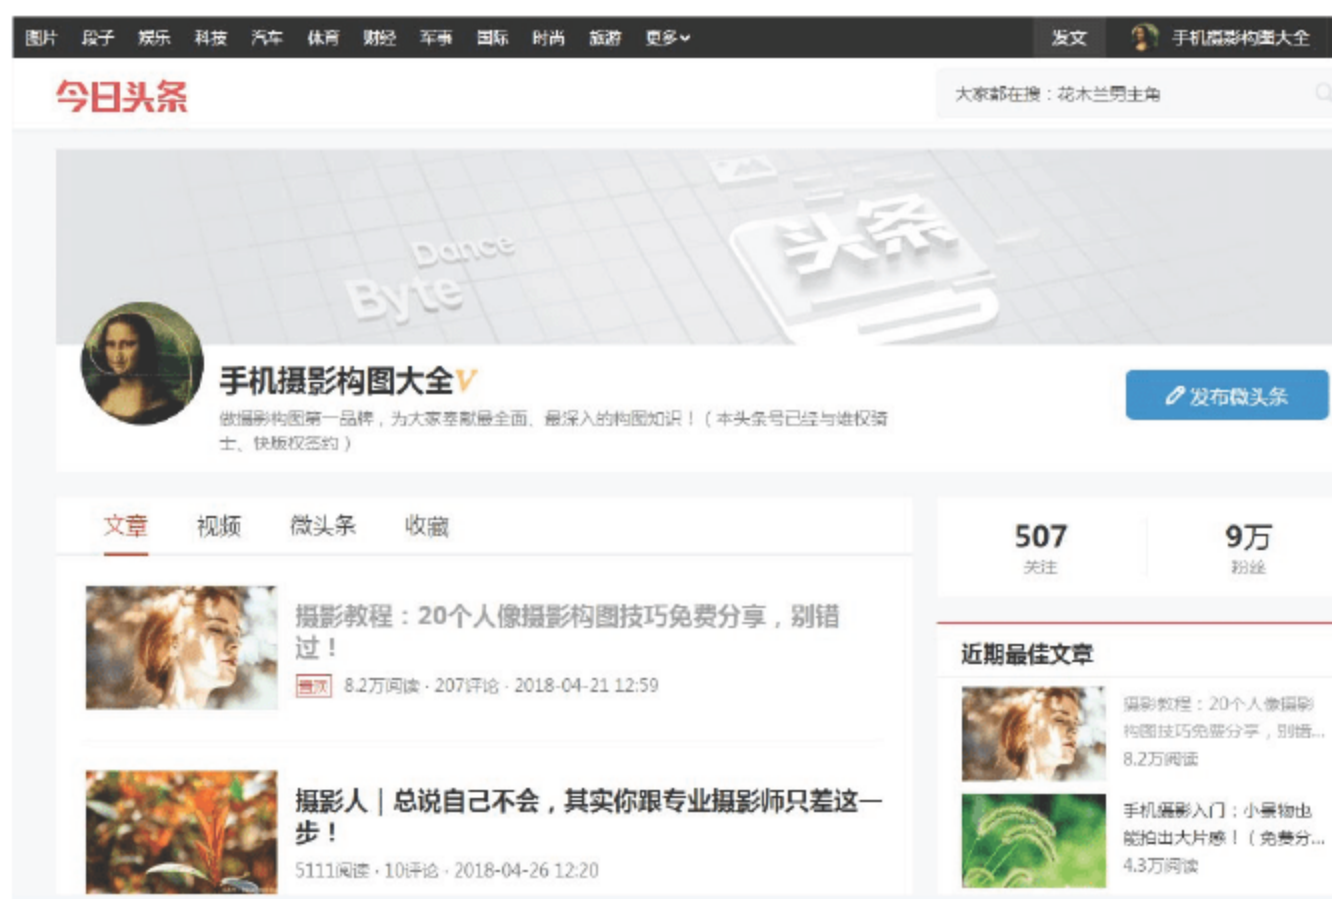 图片 段子 娱乐 科技 汽车 体育 财经 军事 国际 时尚 旅游 更多 发文 手机摄影构图大全
今日头条
大家都在搜：花木兰男主角
头条
Dance
Byte
手机摄影构图大全V
做摄影构图第一品牌，为大家奉献最全面、最深入的构图知识！（本头条号已经与维权骑
士、快版权签约）
发布微头条
文章 视频 微头条 收藏
摄影教程：20个人像摄影构图技巧免费分享，别错
过！
置顶 8.2万阅读 · 207评论 · 2018-04-21 12:59
摄影人｜总说自己不会，其实你跟专业摄影师只差这一
步！
5111阅读 · 10评论 · 2018-04-26 12:20
507 9万
关注 粉丝
近期最佳文章
摄影教程：20个人像摄影
构图技巧免费分享，别错...
8.2万阅读
手机摄影入门：小景物也
能拍出大片感！（免费分...
4.3万阅读